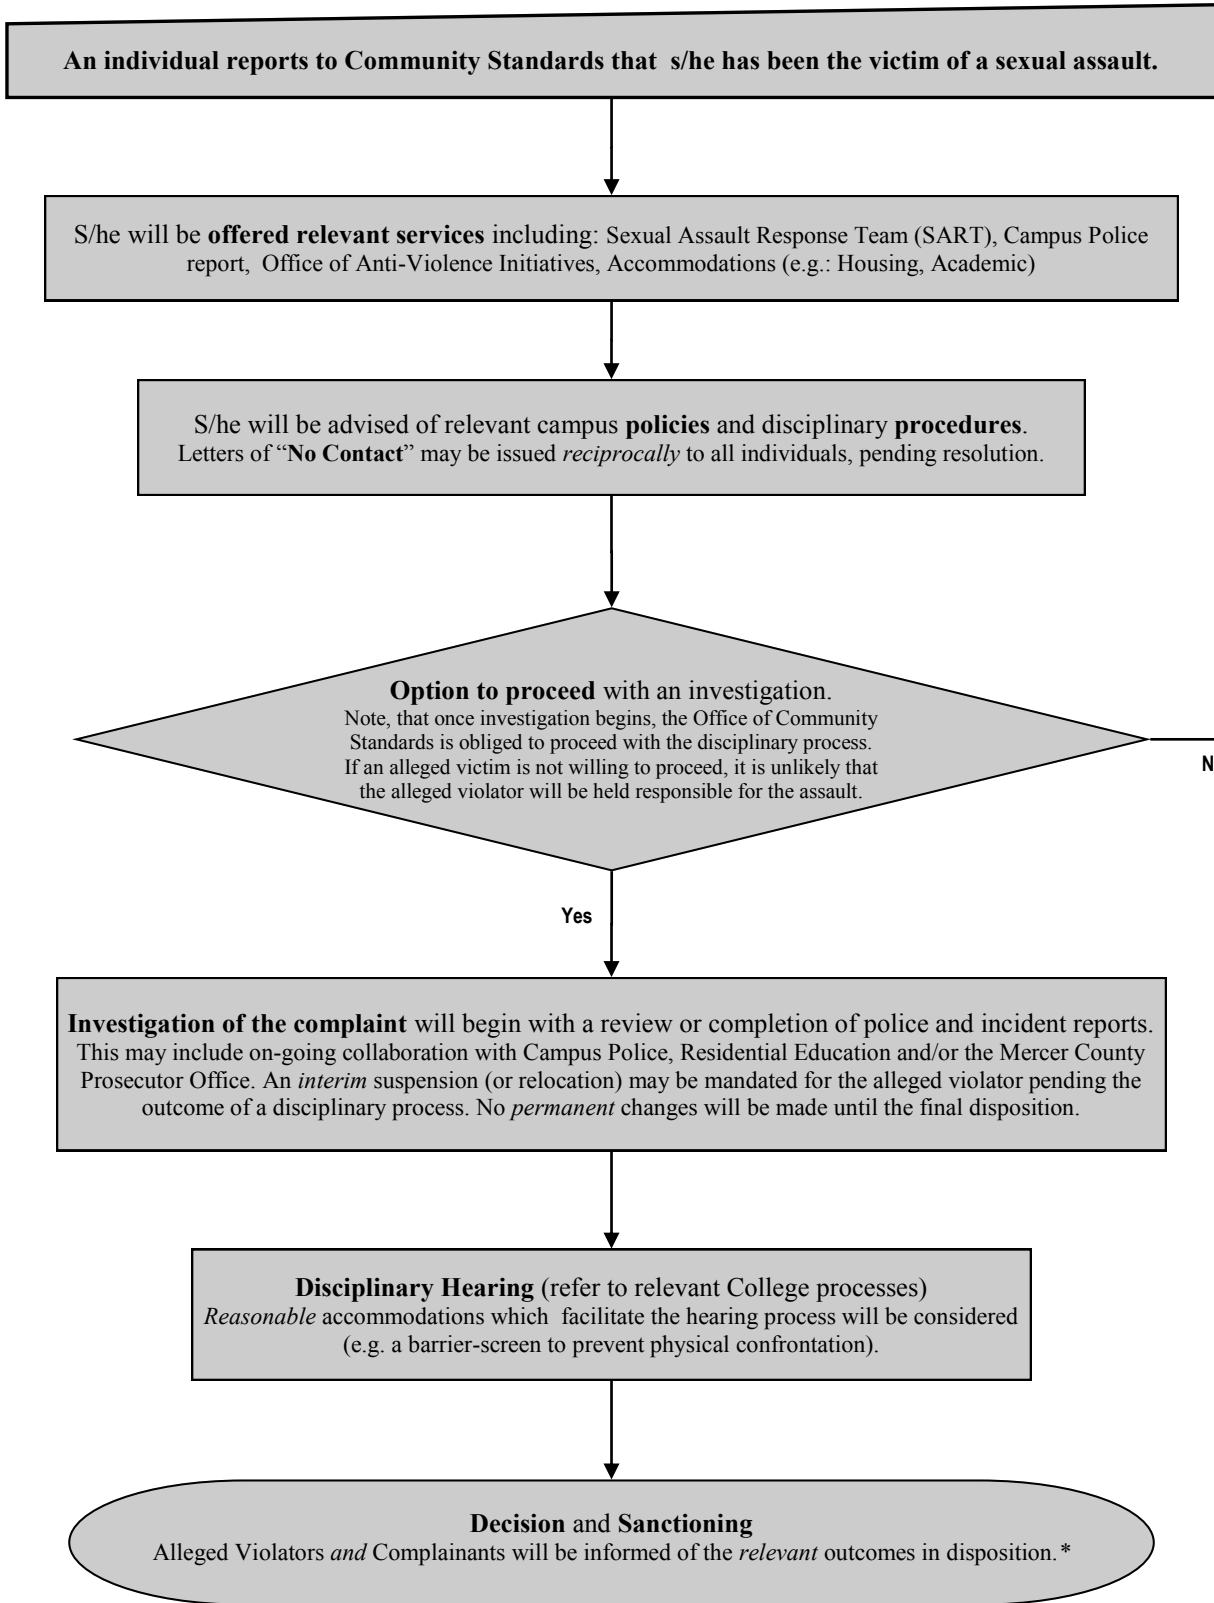 An individual reports to Community Standards that s/he has been the victim of a sexual assault.
S/he will be offered relevant services including: Sexual Assault Response Team (SART), Campus Police
report, Office of Anti-Violence Initiatives, Accommodations (e.g.: Housing, Academic)
S/he will be advised of relevant campus policies and disciplinary procedures.
Letters of “No Contact” may be issued reciprocally to all individuals, pending resolution.
Option to proceed with an investigation.
Note, that once investigation begins, the Office of Community
Standards is obliged to proceed with the disciplinary process.
If an alleged victim is not willing to proceed, it is unlikely that
the alleged violator will be held responsible for the assault.
N
Yes
Investigation of the complaint will begin with a review or completion of police and incident reports.
This may include on-going collaboration with Campus Police, Residential Education and/or the Mercer County
Prosecutor Office. An interim suspension (or relocation) may be mandated for the alleged violator pending the
outcome of a disciplinary process. No permanent changes will be made until the final disposition.
Disciplinary Hearing (refer to relevant College processes)
Reasonable accommodations which facilitate the hearing process will be considered
(e.g. a barrier-screen to prevent physical confrontation).
Decision and Sanctioning
Alleged Violators and Complainants will be informed of the relevant outcomes in disposition.*